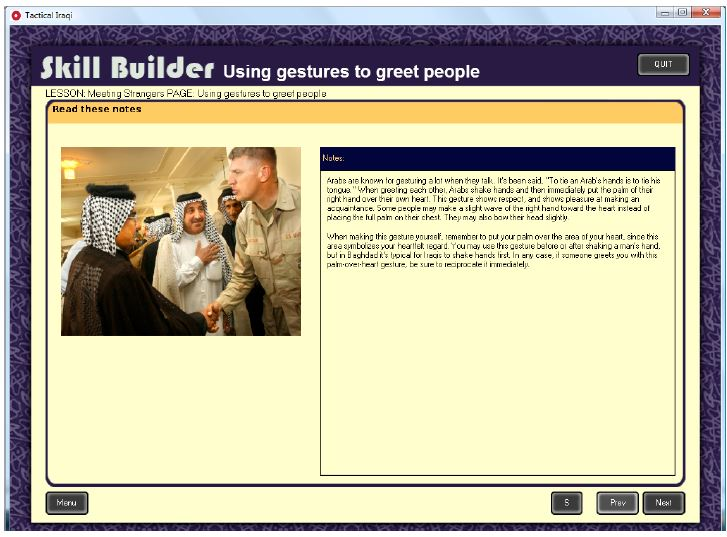 Tactical Iraqi
Skill Builder Using gestures to greet people
QUIT
LESSON: Meeting Strangers PAGE: Using gestures to greet people
Read these notes
Notes:
Arabs are known for gesturing a lot when they talk. It's been said, "To tie an Arab's hands is to tie his
tongue." When greeting each other, Arabs shake hands and then immediately put the palm of their
right hand over their own heart. This gesture shows respect, and shows pleasure at making an
acquaintance. Some people may make a slight wave of the right hand toward the heart instead of
placing the full palm on their chest. They may also bow their head slightly.
When making this gesture yourself, remember to put your palm over the area of your heart, since this
area symbolizes your heartfelt regard. You may use this gesture before or after shaking a man's hand,
but in Baghdad it's typical for Iraqis to shake hands first. In any case, if someone greets you with this
palm-over-heart gesture, be sure to reciprocate it immediately.
Menu
S
Prev
Next